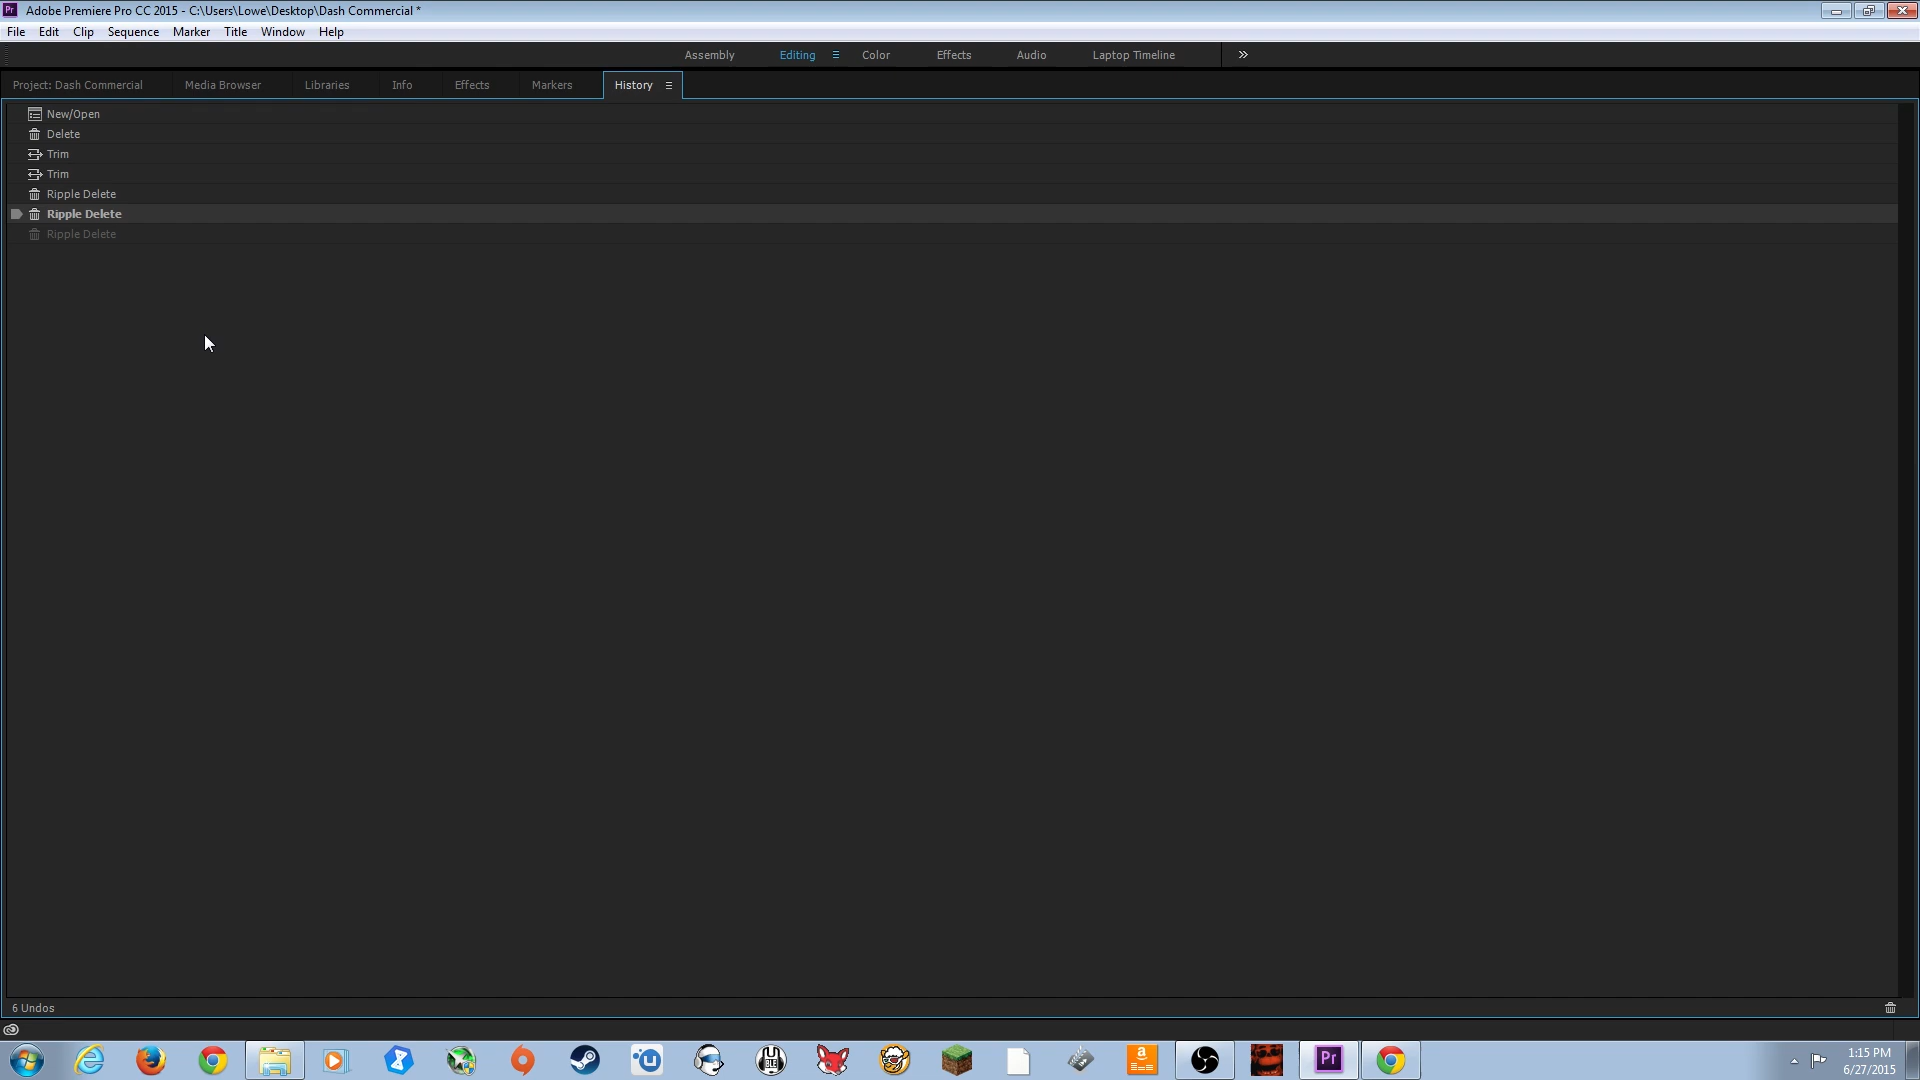 Adobe Premiere Pro CC 2015 - C:\Users\Lowe\Desktop\Dash Commercial *
File Edit Clip Sequence Marker Title Window Help
Assembly Editing Color Effects Audio Laptop Timeline
Project: Dash Commercial Media Browser Libraries Info Effects Markers History
New/Open
Delete
Trim
Trim
Ripple Delete
Ripple Delete
Ripple Delete
6 Undos
1:15 PM
6/27/2015